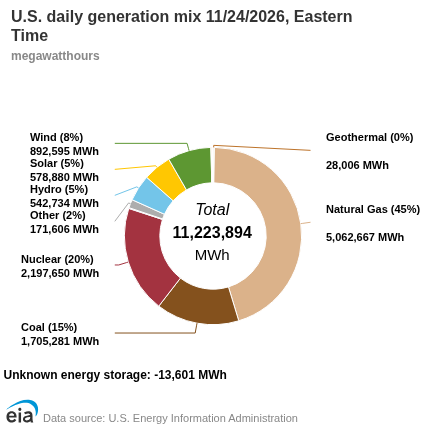 U.S. daily generation mix 11/24/2026, Eastern
Time
megawatthours
Wind (8%)
892,595 MWh
Solar (5%)
578,880 MWh
Hydro (5%)
542,734 MWh
Other (2%)
171,606 MWh
Nuclear (20%)
2,197,650 MWh
Coal (15%)
1,705,281 MWh
Total
11,223,894
MWh
Geothermal (0%)
28,006 MWh
Natural Gas (45%)
5,062,667 MWh
Unknown energy storage: -13,601 MWh
eia
Data source: U.S. Energy Information Administration